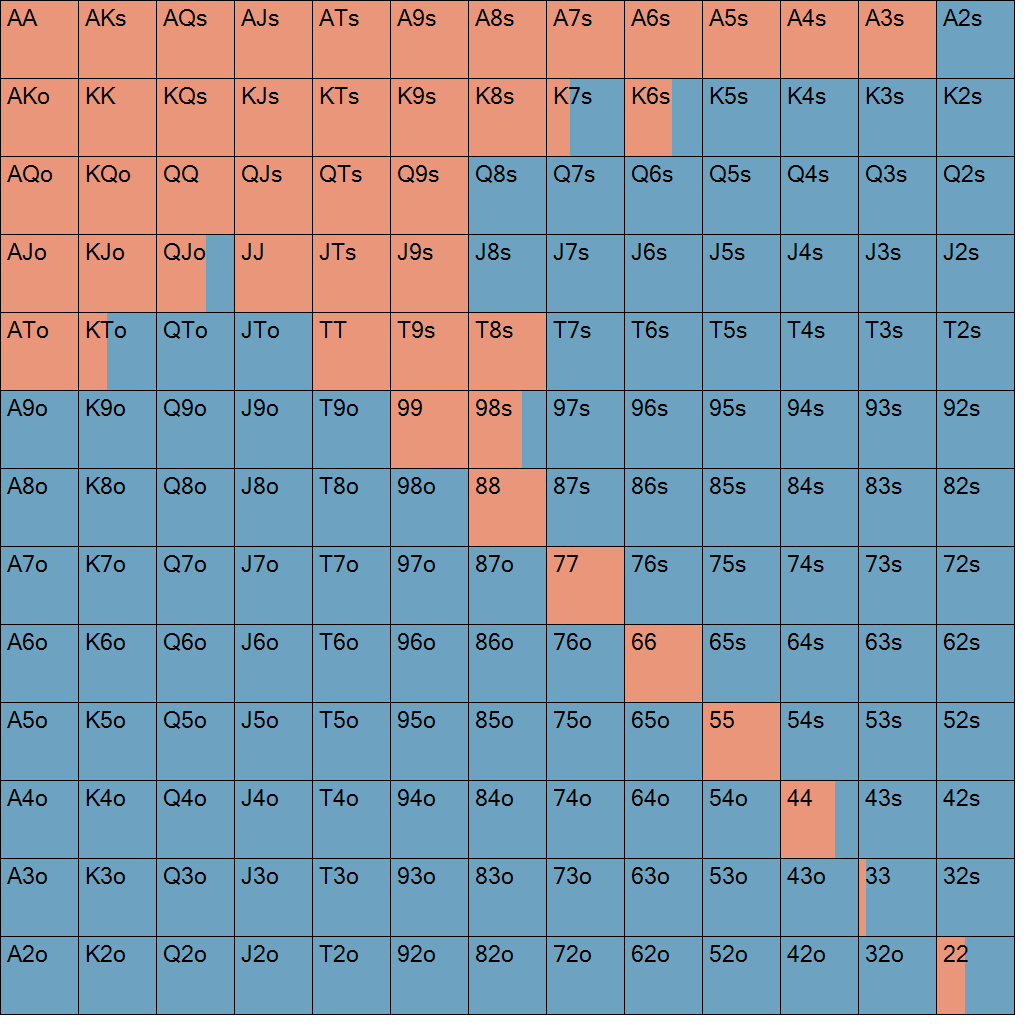 AA AKs AQs AJs ATs A9s A8s A7s A6s A5s A4s A3s A2s
AKo KK KQs KJs KTs K9s K8s K7s K6s K5s K4s K3s K2s
AQo KQo QQ QJs QTs Q9s Q8s Q7s Q6s Q5s Q4s Q3s Q2s
AJo KJo QJo JJ JTs J9s J8s J7s J6s J5s J4s J3s J2s
ATo KTo QTo JTo TT T9s T8s T7s T6s T5s T4s T3s T2s
A9o K9o Q9o J9o T9o 99 98s 97s 96s 95s 94s 93s 92s
A8o K8o Q8o J8o T8o 98o 88 87s 86s 85s 84s 83s 82s
A7o K7o Q7o J7o T7o 97o 87o 77 76s 75s 74s 73s 72s
A6o K6o Q6o J6o T6o 96o 86o 76o 66 65s 64s 63s 62s
A5o K5o Q5o J5o T5o 95o 85o 75o 65o 55 54s 53s 52s
A4o K4o Q4o J4o T4o 94o 84o 74o 64o 54o 44 43s 42s
A3o K3o Q3o J3o T3o 93o 83o 73o 63o 53o 43o 33 32s
A2o K2o Q2o J2o T2o 92o 82o 72o 62o 52o 42o 32o 22